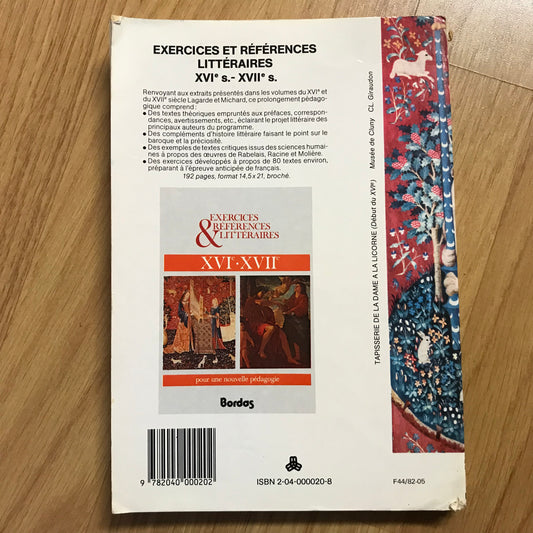 EXERCICES ET RÉFÉRENCES
LITTÉRAIRES
XVIe s.- XVIIe s.
Renvoyant aux extraits présentés dans les volumes du XVIe et
du XVIIe siècle Lagarde et Michard, ce prolongement pédago-
gique comprend :
● Des textes théoriques empruntés aux préfaces, correspon-
dances, avertissements, etc., éclairant le projet littéraire des
principaux auteurs du programme.
● Des compléments d'histoire littéraire faisant le point sur le
baroque et la préciosité.
● Des exemples de textes critiques issus des sciences humai-
nes à propos des œuvres de Rabelais, Racine et Molière.
● Des exercices développés à propos de 80 textes environ,
préparant à l'épreuve anticipée de français.
192 pages, format 14,5 x 21, broché.
EXERCICES
& RÉFÉRENCES
LITTÉRAIRES
XVIe·XVIIe
pour une nouvelle pédagogie
Bordas
9 782040 000202
ISBN 2-04-000020-8
F44/82-05
TAPISSERIE DE LA DAME A LA LICORNE (Début du XVIe) Musée de Cluny CL. Giraudon